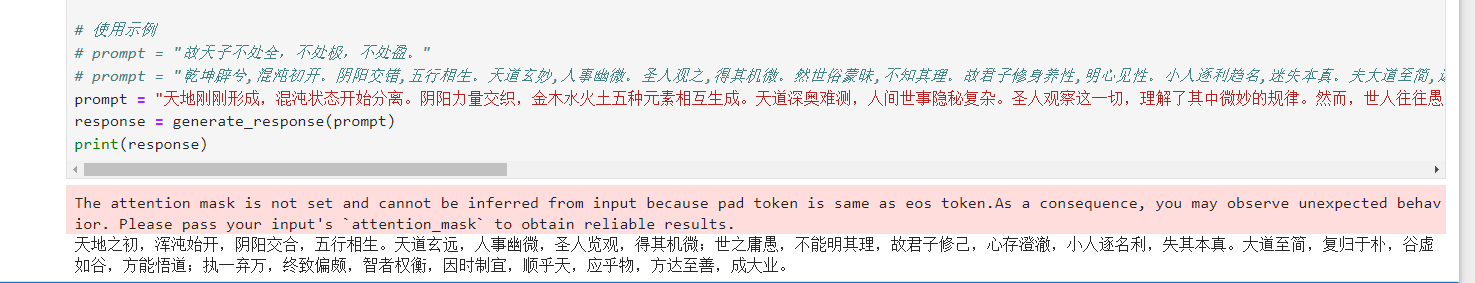 # 使用示例
# prompt = "故天子不处全，不处极，不处盈。"
# prompt = "乾坤辟兮,混沌初开。阴阳交错,五行相生。天道玄妙,人事幽微。圣人观之,得其机微。然世俗蒙昧,不知其理。故君子修身养性,明心见性。小人逐利趋名,迷失本真。夫大道至简,
prompt = "天地刚刚形成，混沌状态开始分离。阴阳力量交织，金木水火土五种元素相互生成。天道深奥难测，人间世事隐秘复杂。圣人观察这一切，理解了其中微妙的规律。然而，世人往往愚
response = generate_response(prompt)
print(response)
The attention mask is not set and cannot be inferred from input because pad token is same as eos token.As a consequence, you may observe unexpected behav
ior. Please pass your input's `attention_mask` to obtain reliable results.
天地之初，浑沌始开，阴阳交合，五行相生。天道玄远，人事幽微，圣人览观，得其机微；世之庸愚，不能明其理，故君子修己，心存澄澈，小人逐名利，失其本真。大道至简，复归于朴，谷虚
如谷，方能悟道；执一弃万，终致偏颇，智者权衡，因时制宜，顺乎天，应乎物，方达至善，成大业。